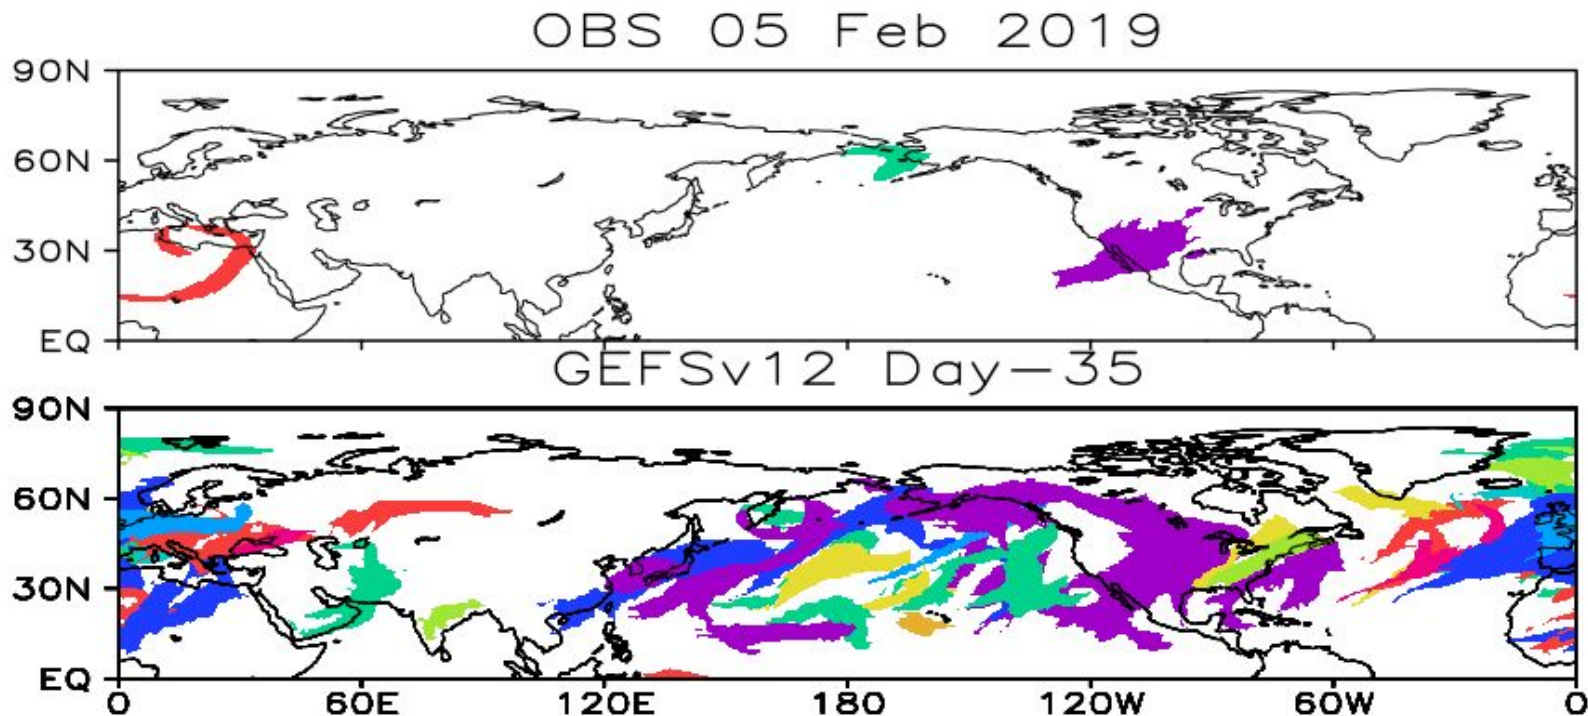 OBS 05 Feb 2019
90N
60N
30N
EQ
GEFSv12 Day-35
90N
60N
30N
EQ
0 60E 120E 180 120W 60W 0